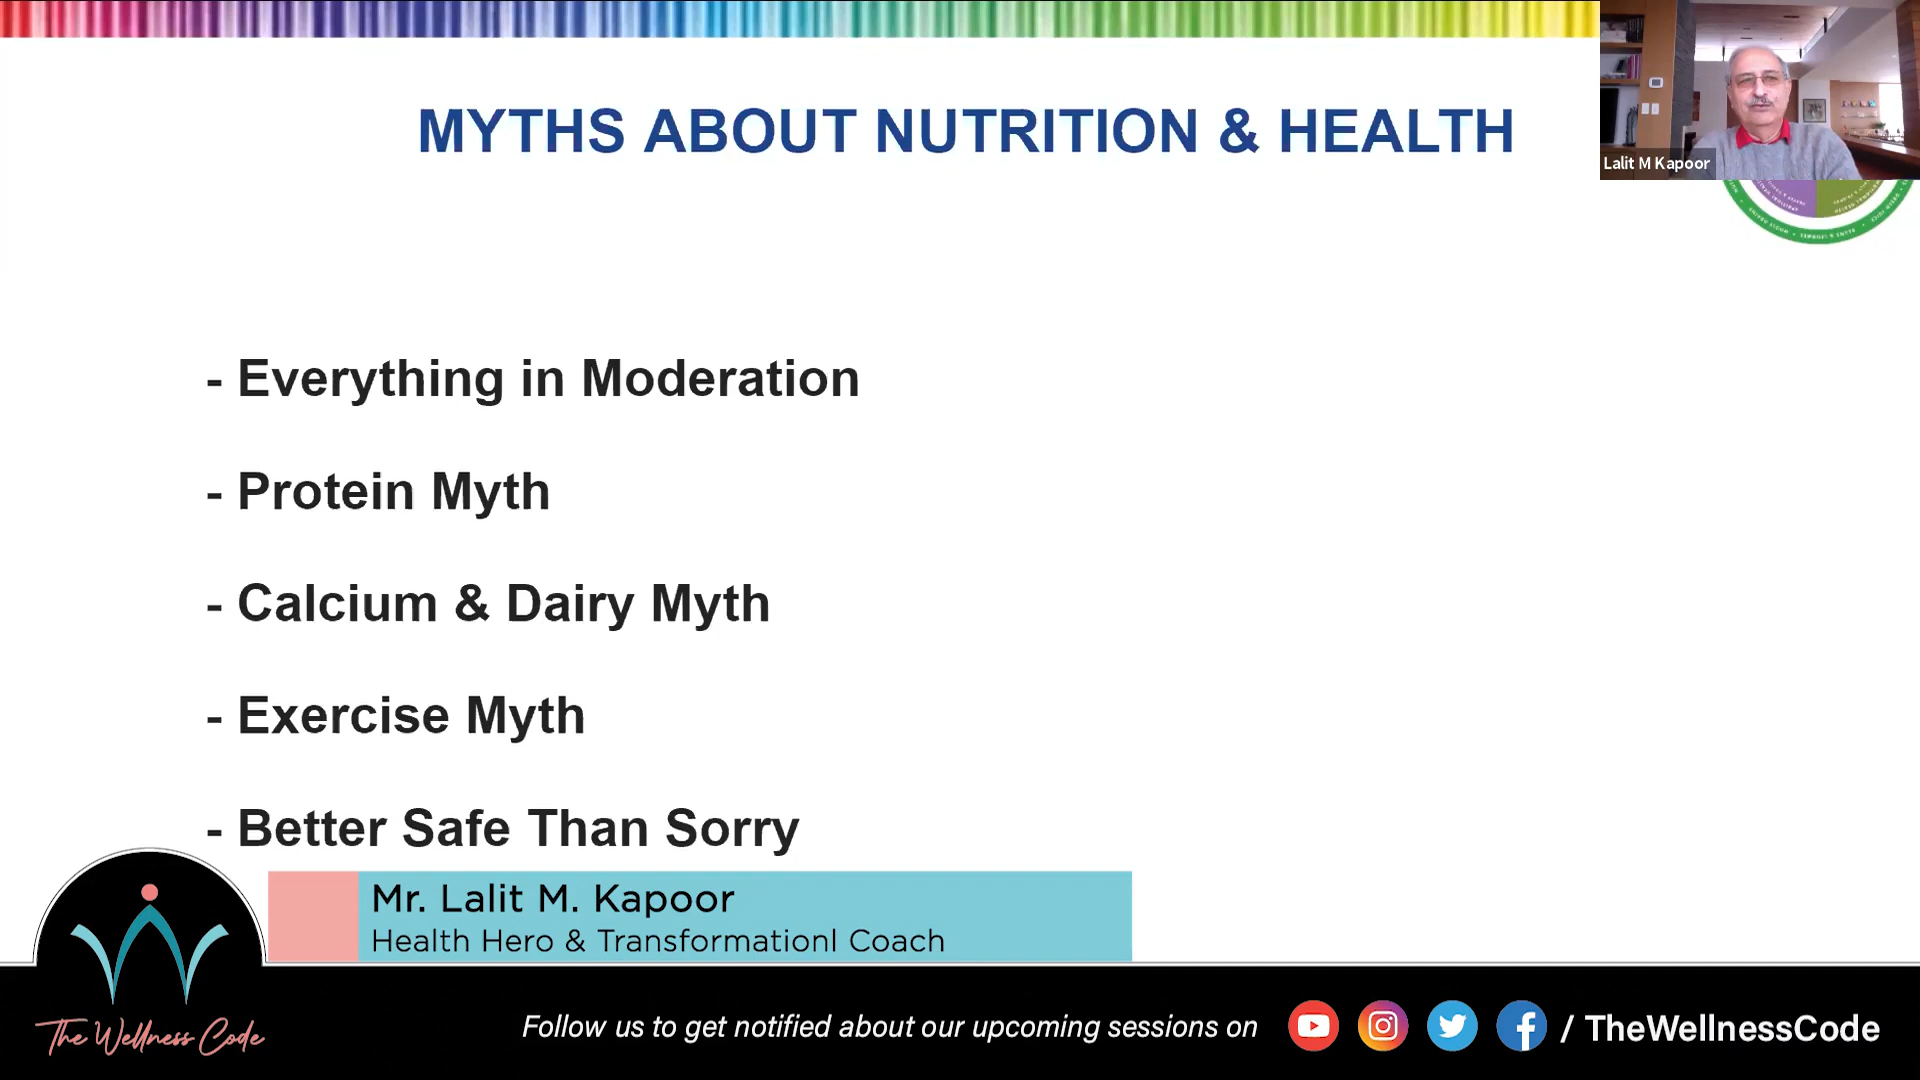 MYTHS ABOUT NUTRITION & HEALTH
Lalit M Kapoor
- Everything in Moderation
- Protein Myth
- Calcium & Dairy Myth
- Exercise Myth
- Better Safe Than Sorry
Mr. Lalit M. Kapoor
Health Hero & Transformationl Coach
The Wellness Code
Follow us to get notified about our upcoming sessions on
/ TheWellnessCode